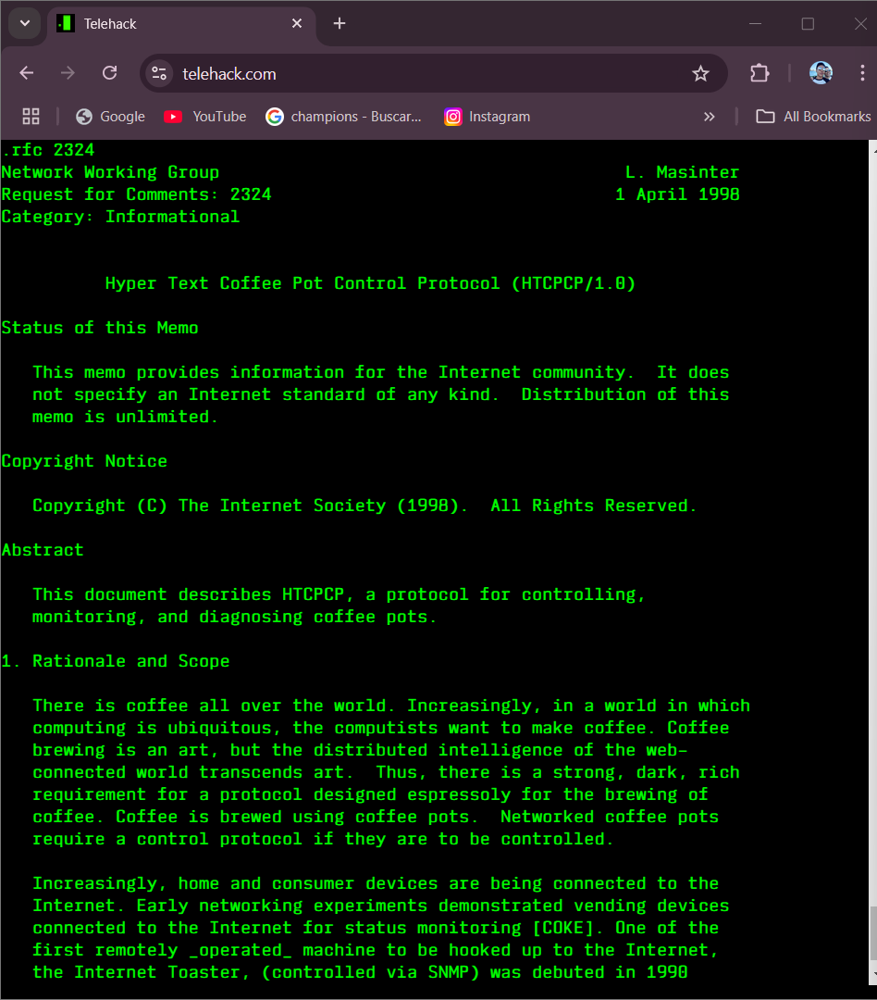 Telehack
telehack.com
Google
YouTube
champions - Buscar...
Instagram
All Bookmarks
.rfc 2324
Network Working Group                                       L. Masinter
Request for Comments: 2324                                 1 April 1998
Category: Informational
Hyper Text Coffee Pot Control Protocol (HTCPCP/1.0)
Status of this Memo
This memo provides information for the Internet community.  It does
not specify an Internet standard of any kind.  Distribution of this
memo is unlimited.
Copyright Notice
Copyright (C) The Internet Society (1998).  All Rights Reserved.
Abstract
This document describes HTCPCP, a protocol for controlling,
monitoring, and diagnosing coffee pots.
1. Rationale and Scope
There is coffee all over the world. Increasingly, in a world in which
computing is ubiquitous, the computists want to make coffee. Coffee
brewing is an art, but the distributed intelligence of the web-
connected world transcends art.  Thus, there is a strong, dark, rich
requirement for a protocol designed espressoly for the brewing of
coffee. Coffee is brewed using coffee pots.  Networked coffee pots
require a control protocol if they are to be controlled.
Increasingly, home and consumer devices are being connected to the
Internet. Early networking experiments demonstrated vending devices
connected to the Internet for status monitoring [COKE]. One of the
first remotely _operated_ machine to be hooked up to the Internet,
the Internet Toaster, (controlled via SNMP) was debuted in 1990